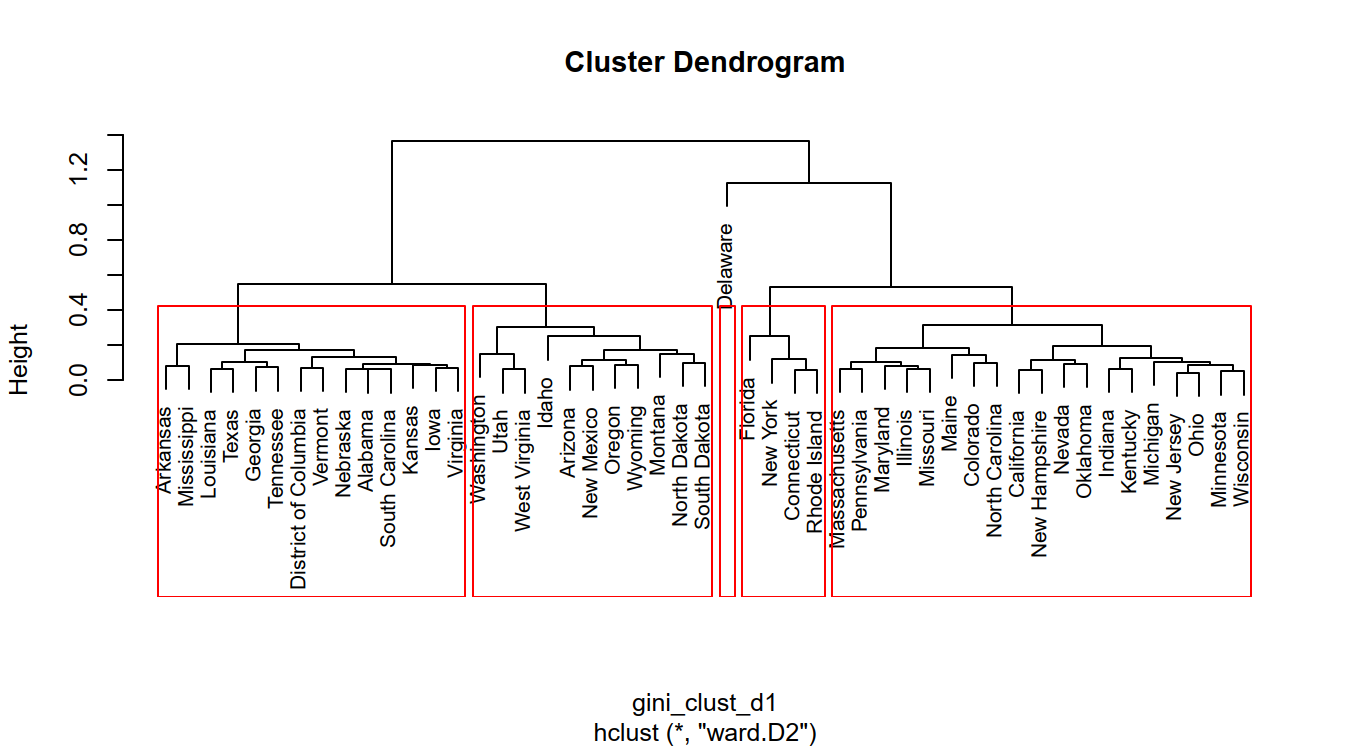 Cluster Dendrogram
Height
0.0
0.4
0.8
1.2
Arkansas
Mississippi
Louisiana
Texas
Georgia
Tennessee
District of Columbia
Vermont
Nebraska
Alabama
South Carolina
Kansas
Iowa
Virginia
Washington
Utah
West Virginia
Idaho
Arizona
New Mexico
Oregon
Wyoming
Montana
North Dakota
South Dakota
Delaware
Florida
New York
Connecticut
Rhode Island
Massachusetts
Pennsylvania
Maryland
Illinois
Missouri
Maine
Colorado
North Carolina
California
New Hampshire
Nevada
Oklahoma
Indiana
Kentucky
Michigan
New Jersey
Ohio
Minnesota
Wisconsin
gini_clust_d1
hclust (*, "ward.D2")